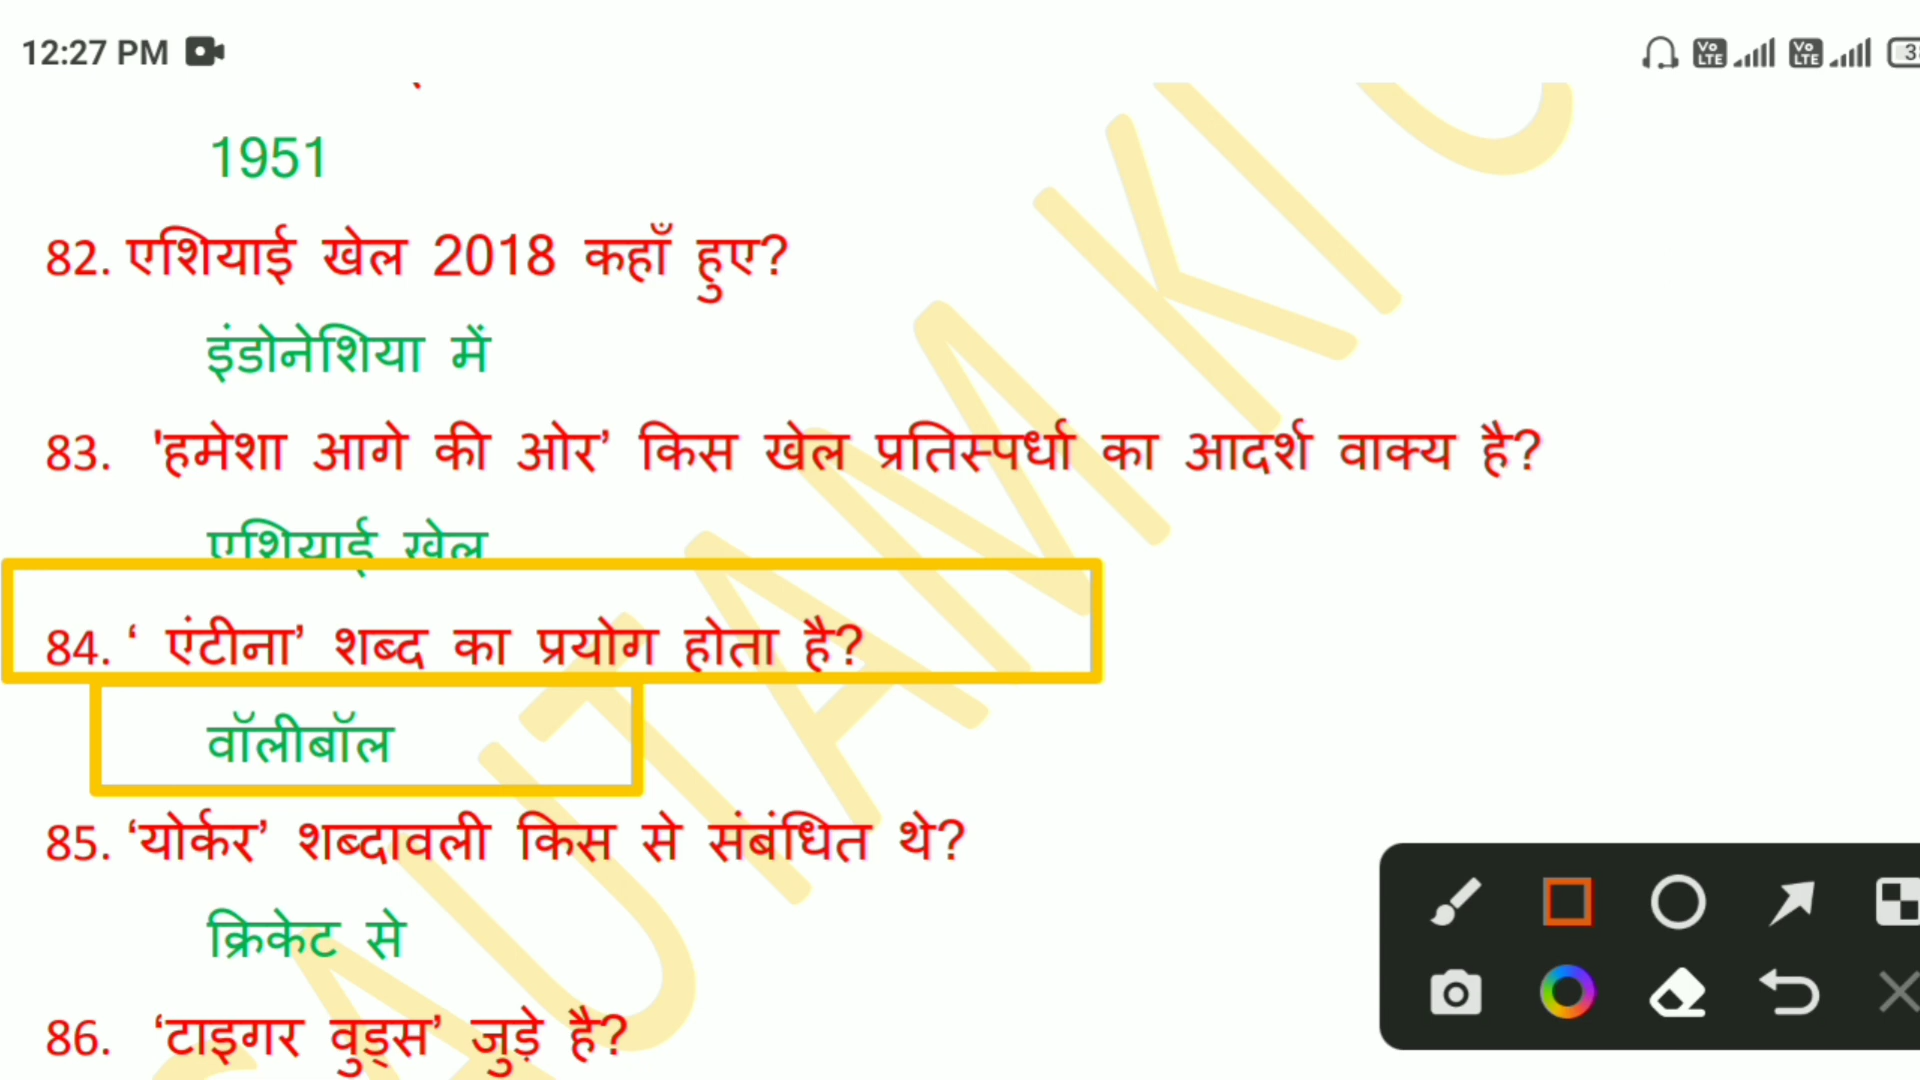 12:27 PM
1951
82. एशियाई खेल 2018 कहाँ हुए?
इंडोनेशिया में
83. 'हमेशा आगे की ओर’ किस खेल प्रतिस्पर्धा का आदर्श वाक्य है?
एशियाई खेल
84. ‘ एंटीना’ शब्द का प्रयोग होता है?
वॉलीबॉल
85. ‘योर्कर’ शब्दावली किस से संबंधित थे?
क्रिकेट से
86. ‘टाइगर वुड्स’ जुड़े है?